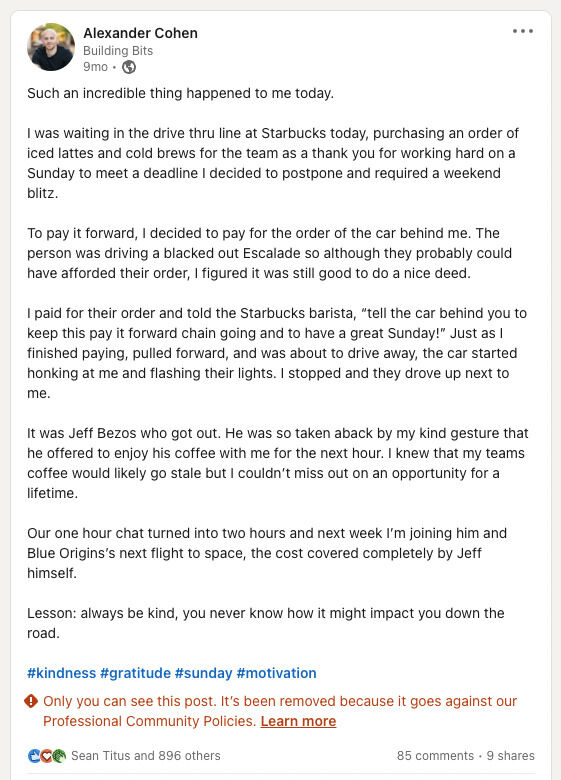 Alexander Cohen
Building Bits
9mo •
Such an incredible thing happened to me today.
I was waiting in the drive thru line at Starbucks today, purchasing an order of
iced lattes and cold brews for the team as a thank you for working hard on a
Sunday to meet a deadline I decided to postpone and required a weekend
blitz.
To pay it forward, I decided to pay for the order of the car behind me. The
person was driving a blacked out Escalade so although they probably could
have afforded their order, I figured it was still good to do a nice deed.
I paid for their order and told the Starbucks barista, “tell the car behind you to
keep this pay it forward chain going and to have a great Sunday!” Just as I
finished paying, pulled forward, and was about to drive away, the car started
honking at me and flashing their lights. I stopped and they drove up next to
me.
It was Jeff Bezos who got out. He was so taken aback by my kind gesture that
he offered to enjoy his coffee with me for the next hour. I knew that my teams
coffee would likely go stale but I couldn’t miss out on an opportunity for a
lifetime.
Our one hour chat turned into two hours and next week I’m joining him and
Blue Origins’s next flight to space, the cost covered completely by Jeff
himself.
Lesson: always be kind, you never know how it might impact you down the
road.
#kindness #gratitude #sunday #motivation
Only you can see this post. It’s been removed because it goes against our
Professional Community Policies. Learn more
Sean Titus and 896 others 85 comments • 9 shares